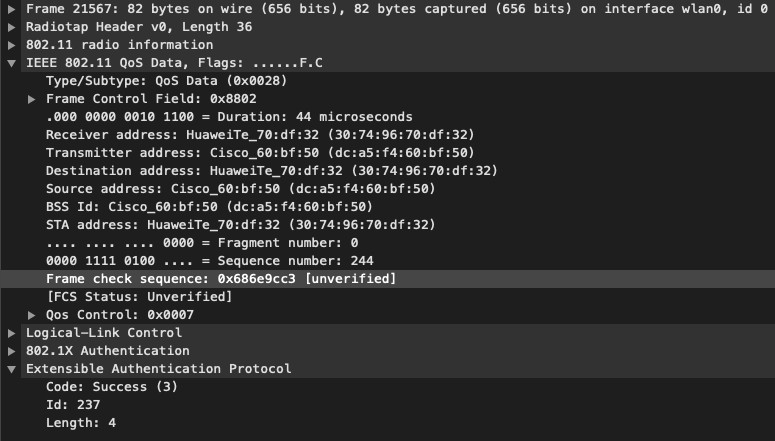 Frame 21567: 82 bytes on wire (656 bits), 82 bytes captured (656 bits) on interface wlan0, id 0
Radiotap Header v0, Length 36
802.11 radio information
IEEE 802.11 QoS Data, Flags: ......F.C
Type/Subtype: QoS Data (0x0028)
Frame Control Field: 0x8802
.000 0000 0010 1100 = Duration: 44 microseconds
Receiver address: HuaweiTe_70:df:32 (30:74:96:70:df:32)
Transmitter address: Cisco_60:bf:50 (dc:a5:f4:60:bf:50)
Destination address: HuaweiTe_70:df:32 (30:74:96:70:df:32)
Source address: Cisco_60:bf:50 (dc:a5:f4:60:bf:50)
BSS Id: Cisco_60:bf:50 (dc:a5:f4:60:bf:50)
STA address: HuaweiTe_70:df:32 (30:74:96:70:df:32)
.... .... .... 0000 = Fragment number: 0
0000 1111 0100 .... = Sequence number: 244
Frame check sequence: 0x686e9cc3 [unverified]
[FCS Status: Unverified]
Qos Control: 0x0007
Logical-Link Control
802.1X Authentication
Extensible Authentication Protocol
Code: Success (3)
Id: 237
Length: 4